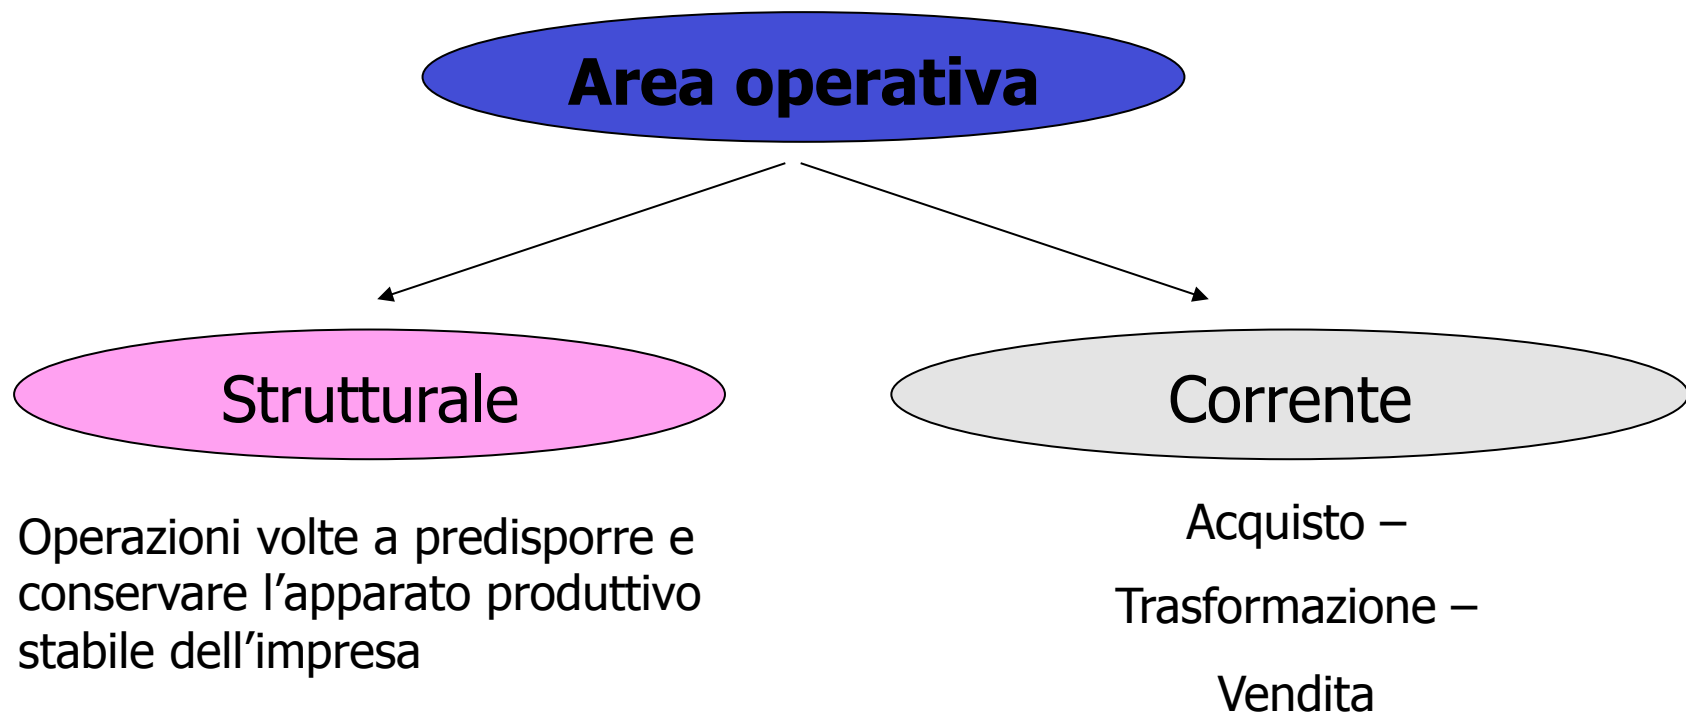 Area operativa
Strutturale
Corrente
Operazioni volte a predisporre e
conservare l’apparato produttivo
stabile dell’impresa
Acquisto –
Trasformazione –
Vendita